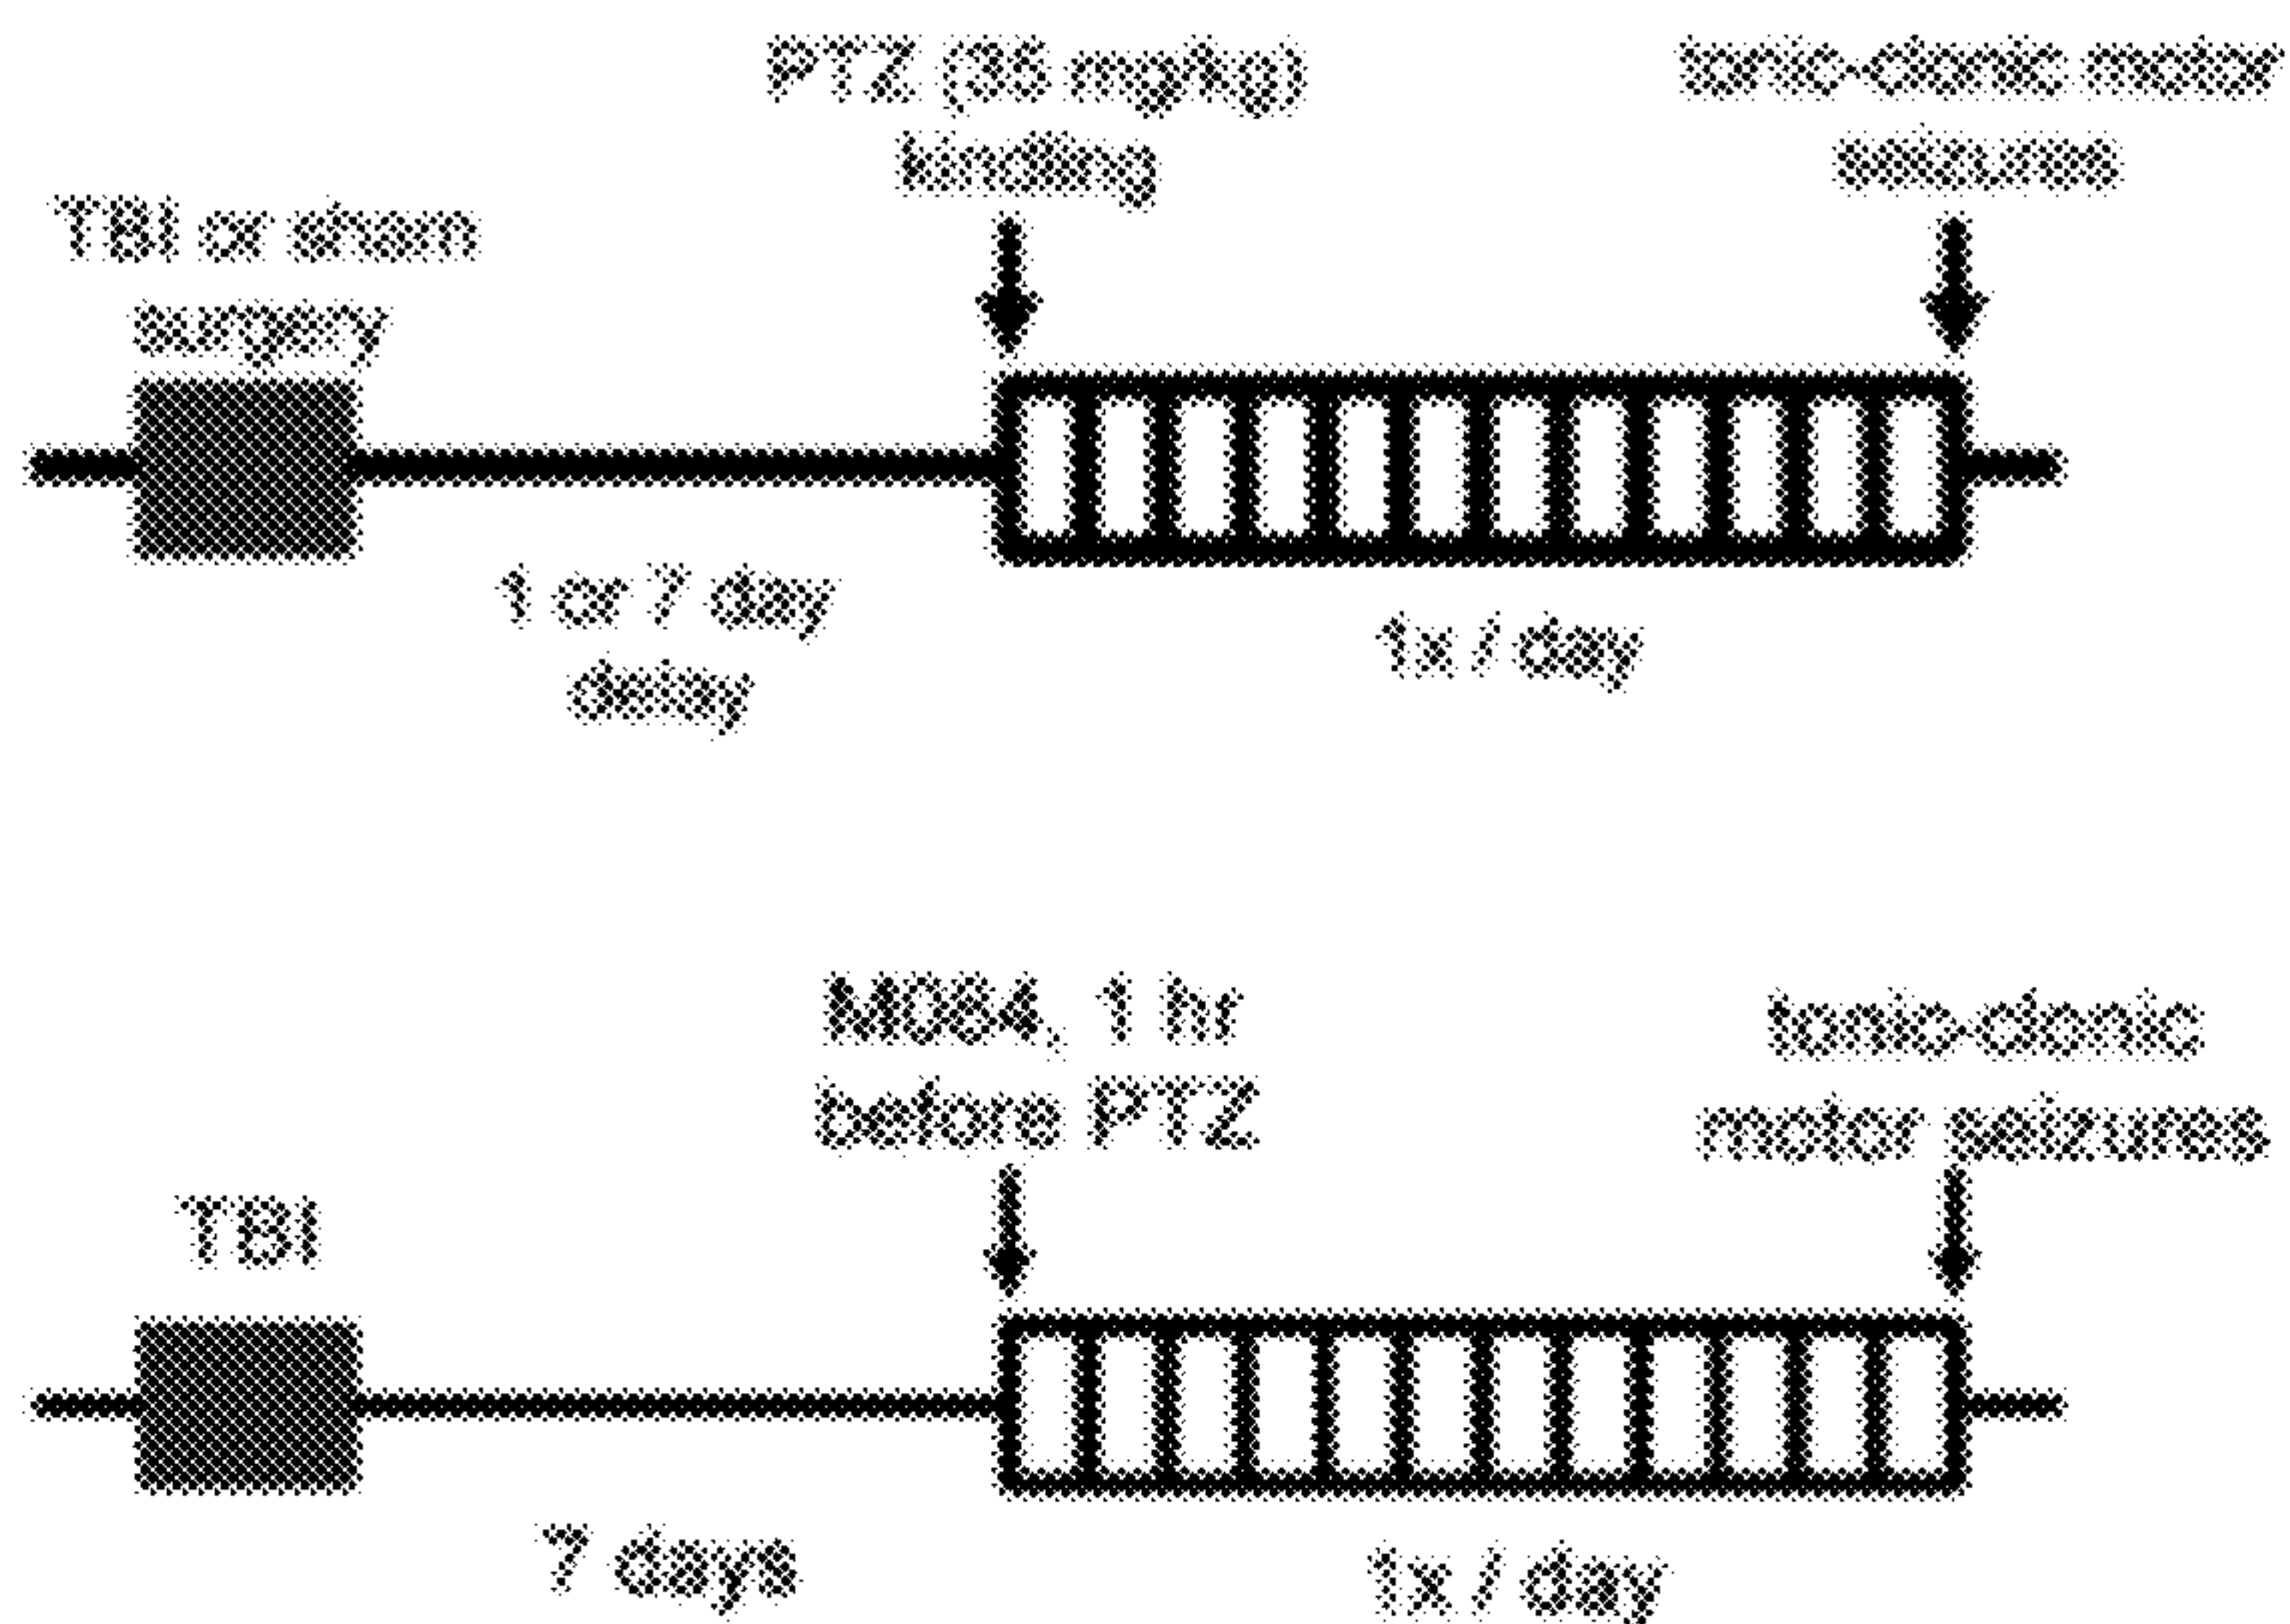 PTZ (35 mg/kg)
kindling
tonic-clonic motor
seizures
TBI or sham
surgery
1 or 7 day
delay
1x / day
M084, 1 hr
before PTZ
tonic-clonic
motor seizures
TBI
7 days
1x / day